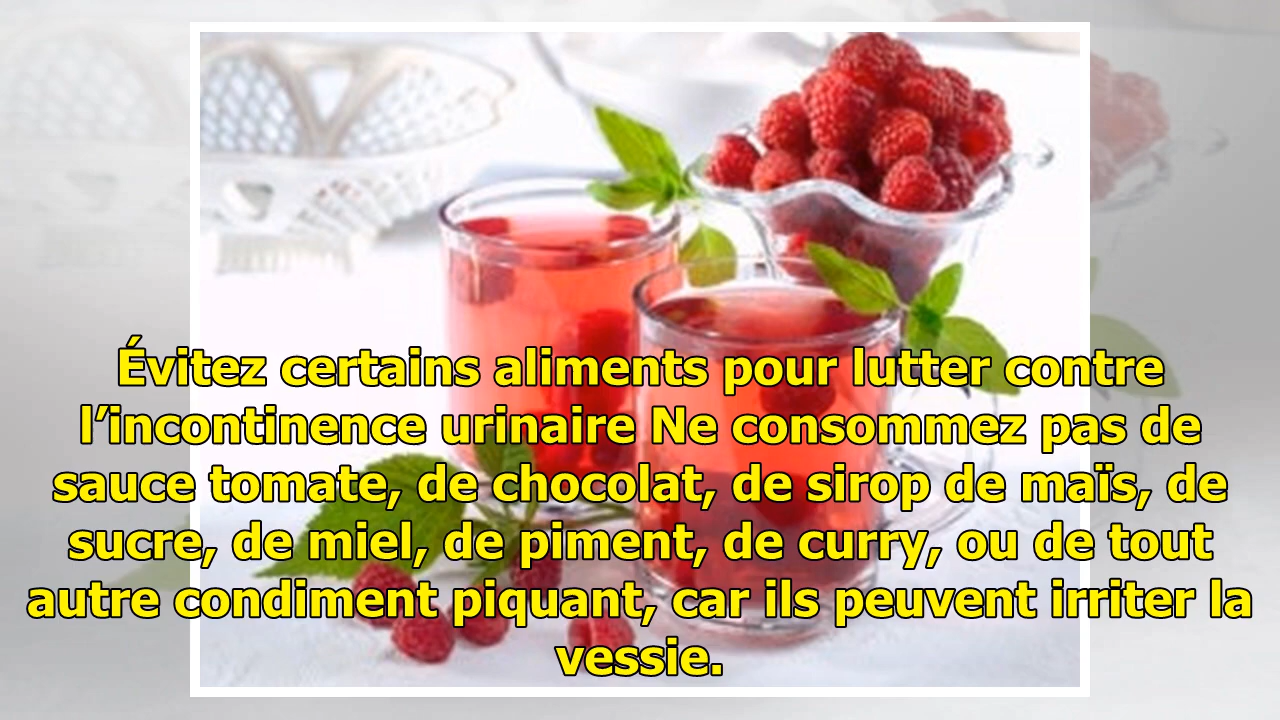 Évitez certains aliments pour lutter contre
l’incontinence urinaire Ne consommez pas de
sauce tomate, de chocolat, de sirop de maïs, de
sucre, de miel, de piment, de curry, ou de tout
autre condiment piquant, car ils peuvent irriter la
vessie.